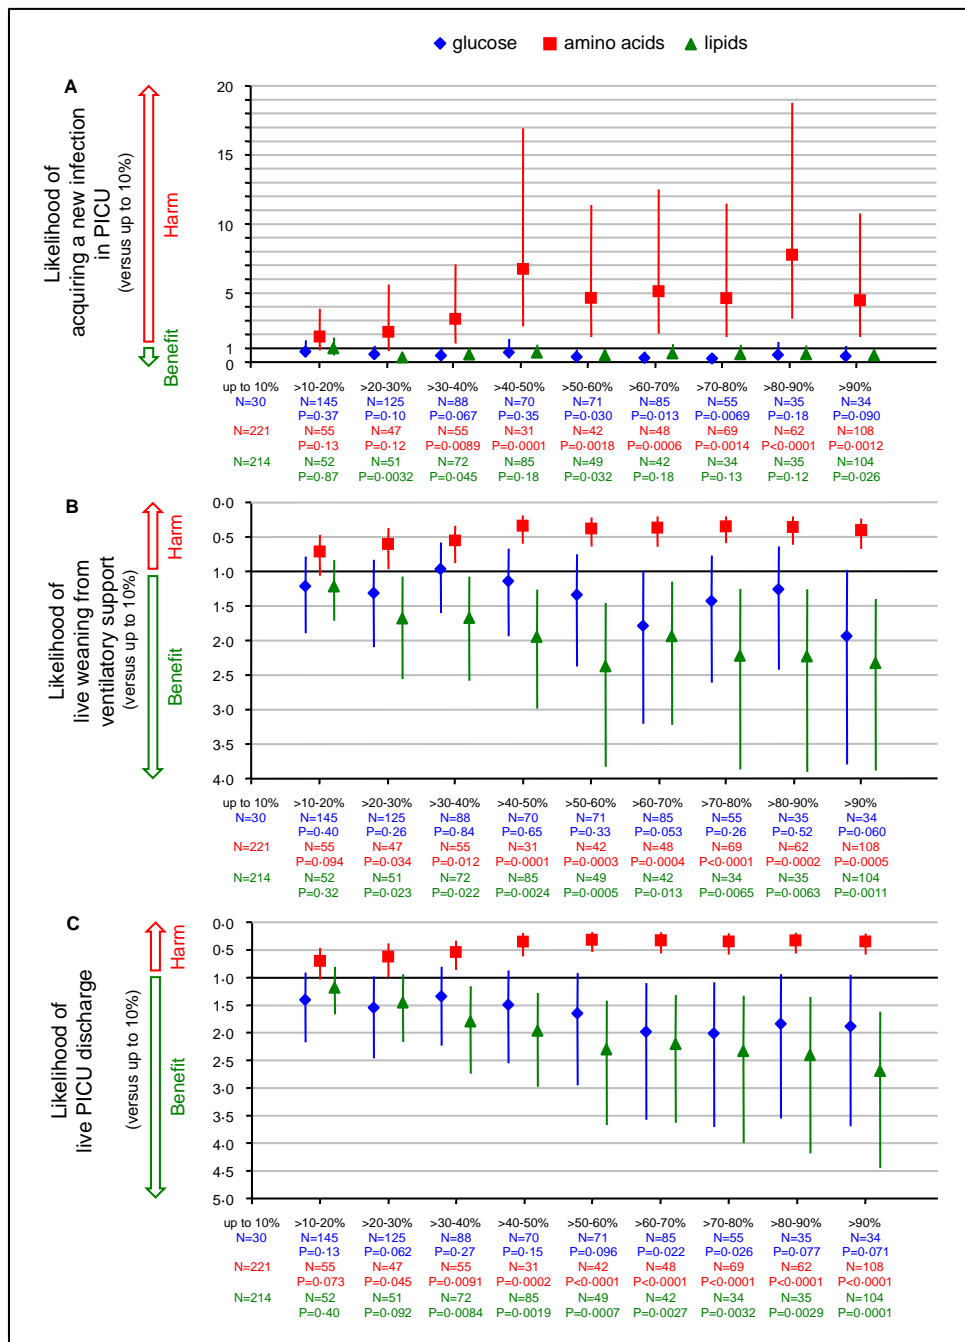 glucose amino acids lipids
A
Likelihood of
acquiring a new infection
in PICU
(versus up to 10%)
Harm
Benefit
20
15
10
5
1
0
up to 10% >10-20% >20-30% >30-40% >40-50% >50-60% >60-70% >70-80% >80-90% >90%
N=30 N=145 N=125 N=88 N=70 N=71 N=85 N=55 N=35 N=34
P=0·37 P=0·10 P=0·067 P=0·35 P=0·030 P=0·013 P=0·0069 P=0·18 P=0·090
N=221 N=55 N=47 N=55 N=31 N=42 N=48 N=69 N=62 N=108
P=0·13 P=0·12 P=0·0089 P=0·0001 P=0·0018 P=0·0006 P=0·0014 P<0·0001 P=0·0012
N=214 N=52 N=51 N=72 N=85 N=49 N=42 N=34 N=35 N=104
P=0·87 P=0·0032 P=0·045 P=0·18 P=0·032 P=0·18 P=0·13 P=0·12 P=0·026
B
Likelihood of
live weaning from
ventilatory support
(versus up to 10%)
Harm
Benefit
0·0
0·5
1·0
1·5
2·0
2·5
3·0
3·5
4·0
up to 10% >10-20% >20-30% >30-40% >40-50% >50-60% >60-70% >70-80% >80-90% >90%
N=30 N=145 N=125 N=88 N=70 N=71 N=85 N=55 N=35 N=34
P=0·40 P=0·26 P=0·84 P=0·65 P=0·33 P=0·053 P=0·26 P=0·52 P=0·060
N=221 N=55 N=47 N=55 N=31 N=42 N=48 N=69 N=62 N=108
P=0·094 P=0·034 P=0·012 P=0·0001 P=0·0003 P=0·0004 P<0·0001 P=0·0002 P=0·0005
N=214 N=52 N=51 N=72 N=85 N=49 N=42 N=34 N=35 N=104
P=0·32 P=0·023 P=0·022 P=0·0024 P=0·0005 P=0·013 P=0·0065 P=0·0063 P=0·0011
C
Likelihood of
live PICU discharge
(versus up to 10%)
Harm
Benefit
0·0
0·5
1·0
1·5
2·0
2·5
3·0
3·5
4·0
4·5
5·0
up to 10% >10-20% >20-30% >30-40% >40-50% >50-60% >60-70% >70-80% >80-90% >90%
N=30 N=145 N=125 N=88 N=70 N=71 N=85 N=55 N=35 N=34
P=0·13 P=0·062 P=0·27 P=0·15 P=0·096 P=0·022 P=0·026 P=0·077 P=0·071
N=221 N=55 N=47 N=55 N=31 N=42 N=48 N=69 N=62 N=108
P=0·073 P=0·045 P=0·0091 P=0·0002 P<0·0001 P<0·0001 P<0·0001 P<0·0001 P<0·0001
N=214 N=52 N=51 N=72 N=85 N=49 N=42 N=34 N=35 N=104
P=0·40 P=0·092 P=0·0084 P=0·0019 P=0·0007 P=0·0027 P=0·0032 P=0·0029 P=0·0001